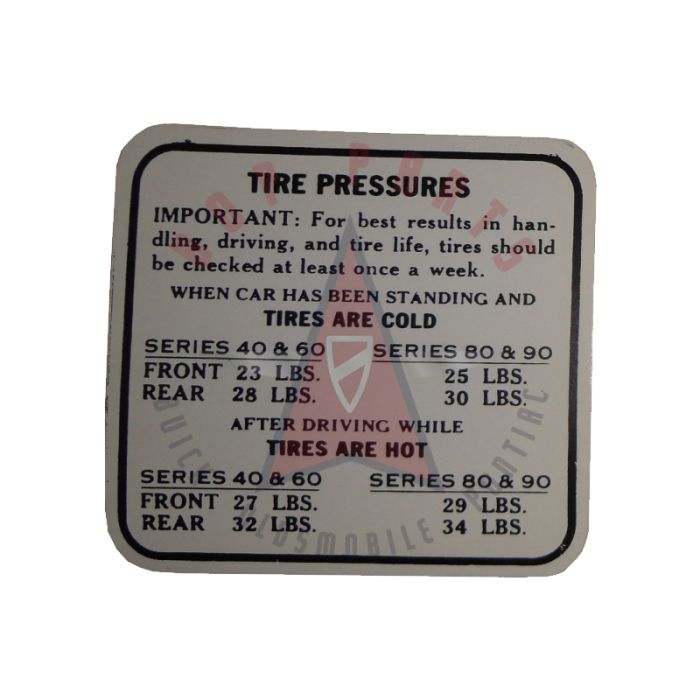 TIRE PRESSURES
IMPORTANT: For best results in han-
dling, driving, and tire life, tires should
be checked at least once a week.
WHEN CAR HAS BEEN STANDING AND
TIRES ARE COLD
SERIES 40 & 60 SERIES 80 & 90
FRONT 23 LBS. 25 LBS.
REAR 28 LBS. 30 LBS.
AFTER DRIVING WHILE
TIRES ARE HOT
SERIES 40 & 60 SERIES 80 & 90
FRONT 27 LBS. 29 LBS.
REAR 32 LBS. 34 LBS.
BUICK OLDSMOBILE PONTIAC